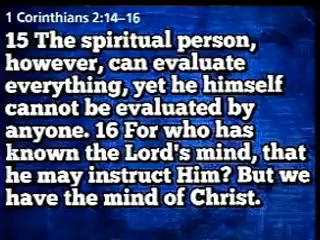 1 Corinthians 2:14–16
15 The spiritual person,
however, can evaluate
everything, yet he himself
cannot be evaluated by
anyone. 16 For who has
known the Lord's mind, that
he may instruct Him? But we
have the mind of Christ.